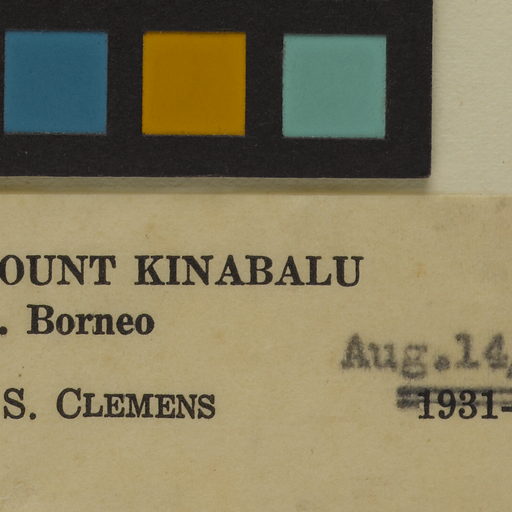 OUNT KINABALU
. Borneo
Aug.14,
S. CLEMENS 1931-